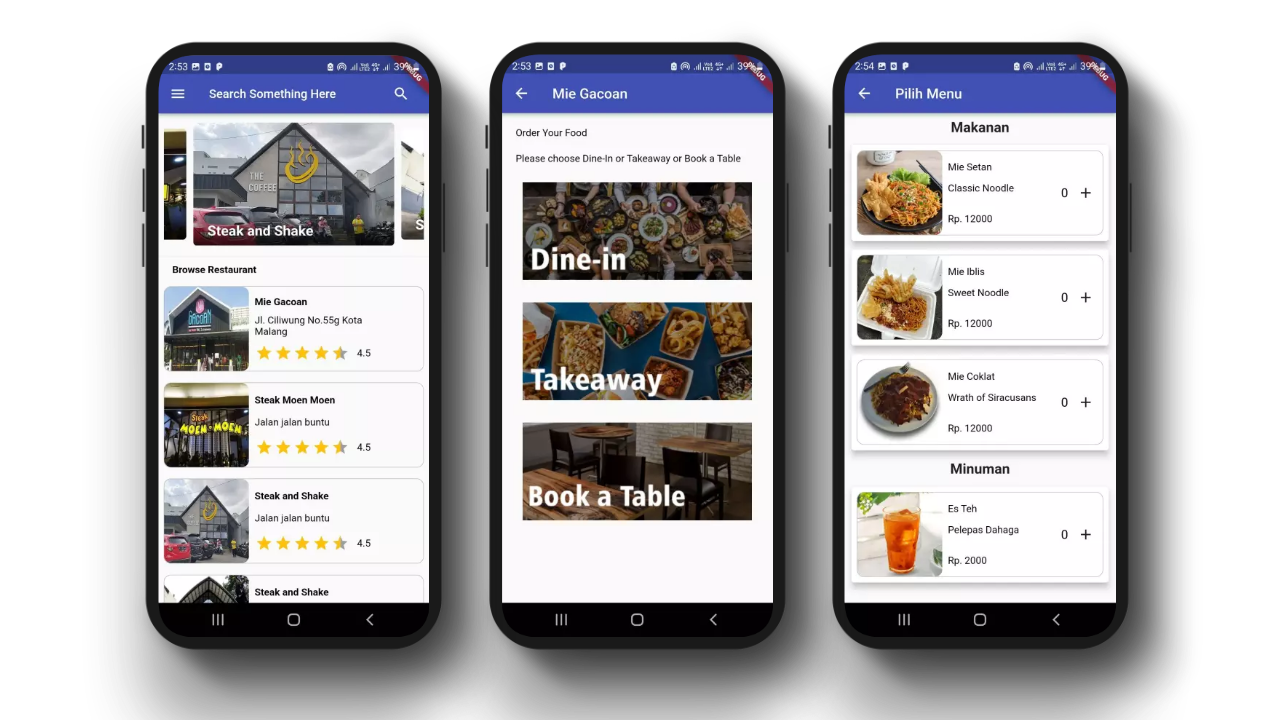 2:53
39%
Search Something Here
THE
COFFEE
Steak and Shake
S
Browse Restaurant
GACOAN
Mie Gacoan
Jl. Ciliwung No.55g Kota
Malang
4.5
Steak
MOEN-MOEN
Steak Moen Moen
Jalan jalan buntu
4.5
Steak and Shake
Jalan jalan buntu
4.5
Steak and Shake
2:53
39%
Mie Gacoan
Order Your Food
Please choose Dine-In or Takeaway or Book a Table
Dine-in
Takeaway
Book a Table
2:54
39%
Pilih Menu
Makanan
Mie Setan
Classic Noodle
0 +
Rp. 12000
Mie Iblis
Sweet Noodle
0 +
Rp. 12000
Mie Coklat
Wrath of Siracusans
0 +
Rp. 12000
Minuman
Es Teh
Pelepas Dahaga
0 +
Rp. 2000